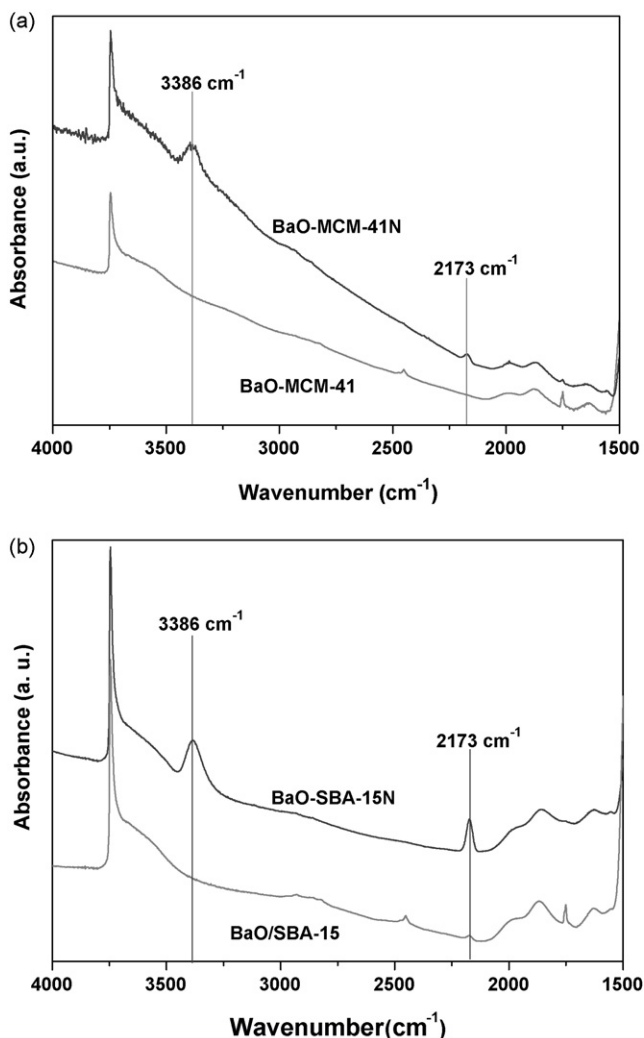 (a)
3386 cm⁻¹
BaO-MCM-41N
2173 cm⁻¹
BaO-MCM-41
Absorbance (a.u.)
4000 3500 3000 2500 2000 1500
Wavenumber (cm⁻¹)
(b)
3386 cm⁻¹
2173 cm⁻¹
BaO-SBA-15N
BaO/SBA-15
Absorbance (a. u.)
4000 3500 3000 2500 2000 1500
Wavenumber(cm⁻¹)